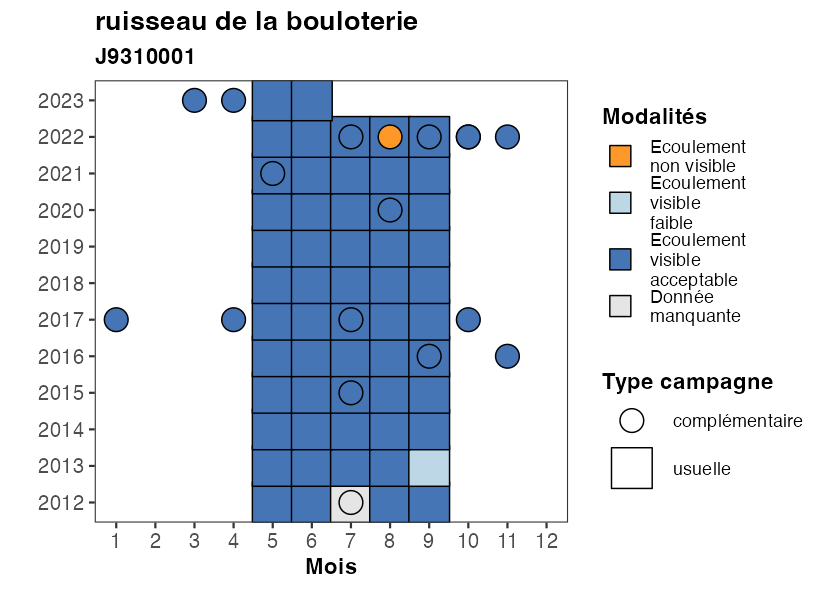 ruisseau de la bouloterie
J9310001
2023
2022
2021
2020
2019
2018
2017
2016
2015
2014
2013
2012
1 2 3 4 5 6 7 8 9 10 11 12
Mois
Modalités
Ecoulement
non visible
Ecoulement
visible
faible
Ecoulement
visible
acceptable
Donnée
manquante
Type campagne
complémentaire
usuelle